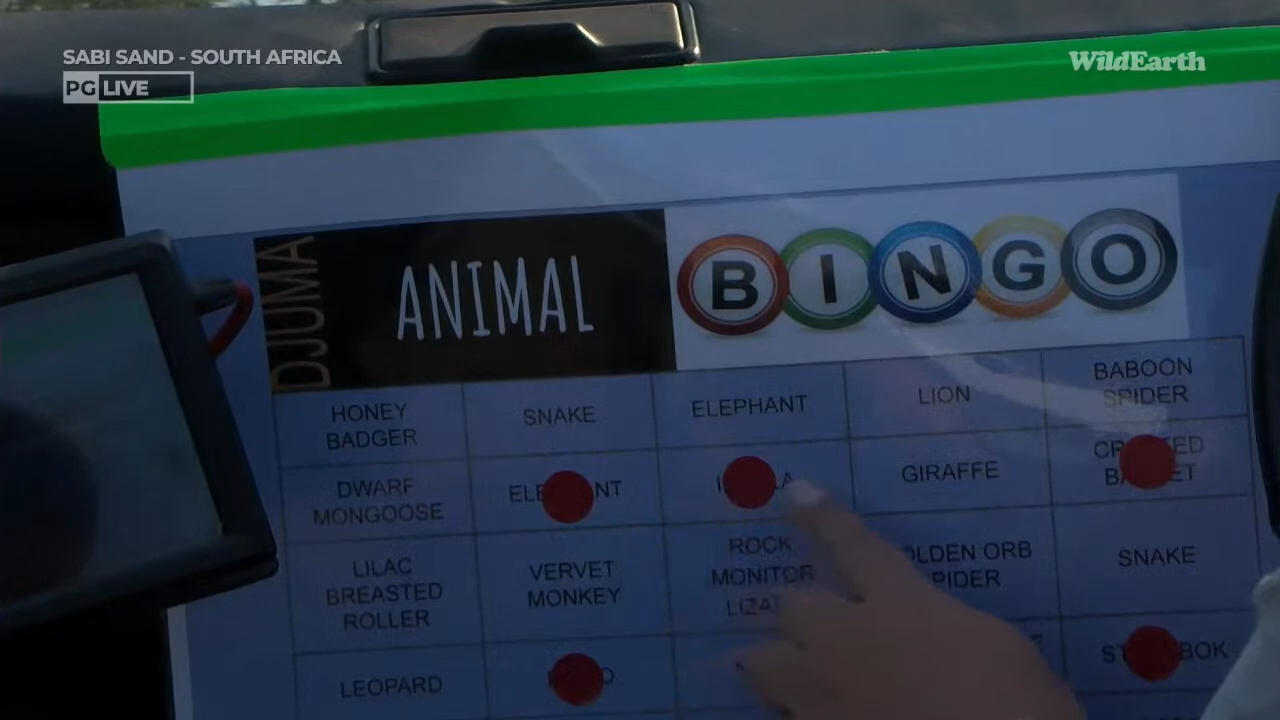 SABI SAND - SOUTH AFRICA
PG LIVE
WildEarth
DJUMA
ANIMAL
BINGO
HONEY
BADGER
SNAKE
ELEPHANT
LION
BABOON
SPIDER
DWARF
MONGOOSE
GIRAFFE
LILAC
BREASTED
ROLLER
VERVET
MONKEY
ROCK
MONITOR
SNAKE
LEOPARD